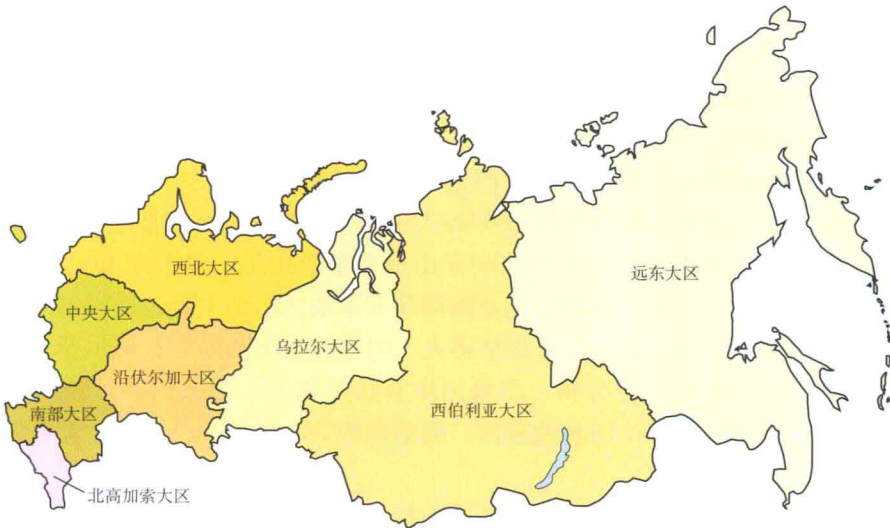 远东大区
西北大区
中央大区
乌拉尔大区
沿伏尔加大区
西伯利亚大区
南部大区
北高加索大区